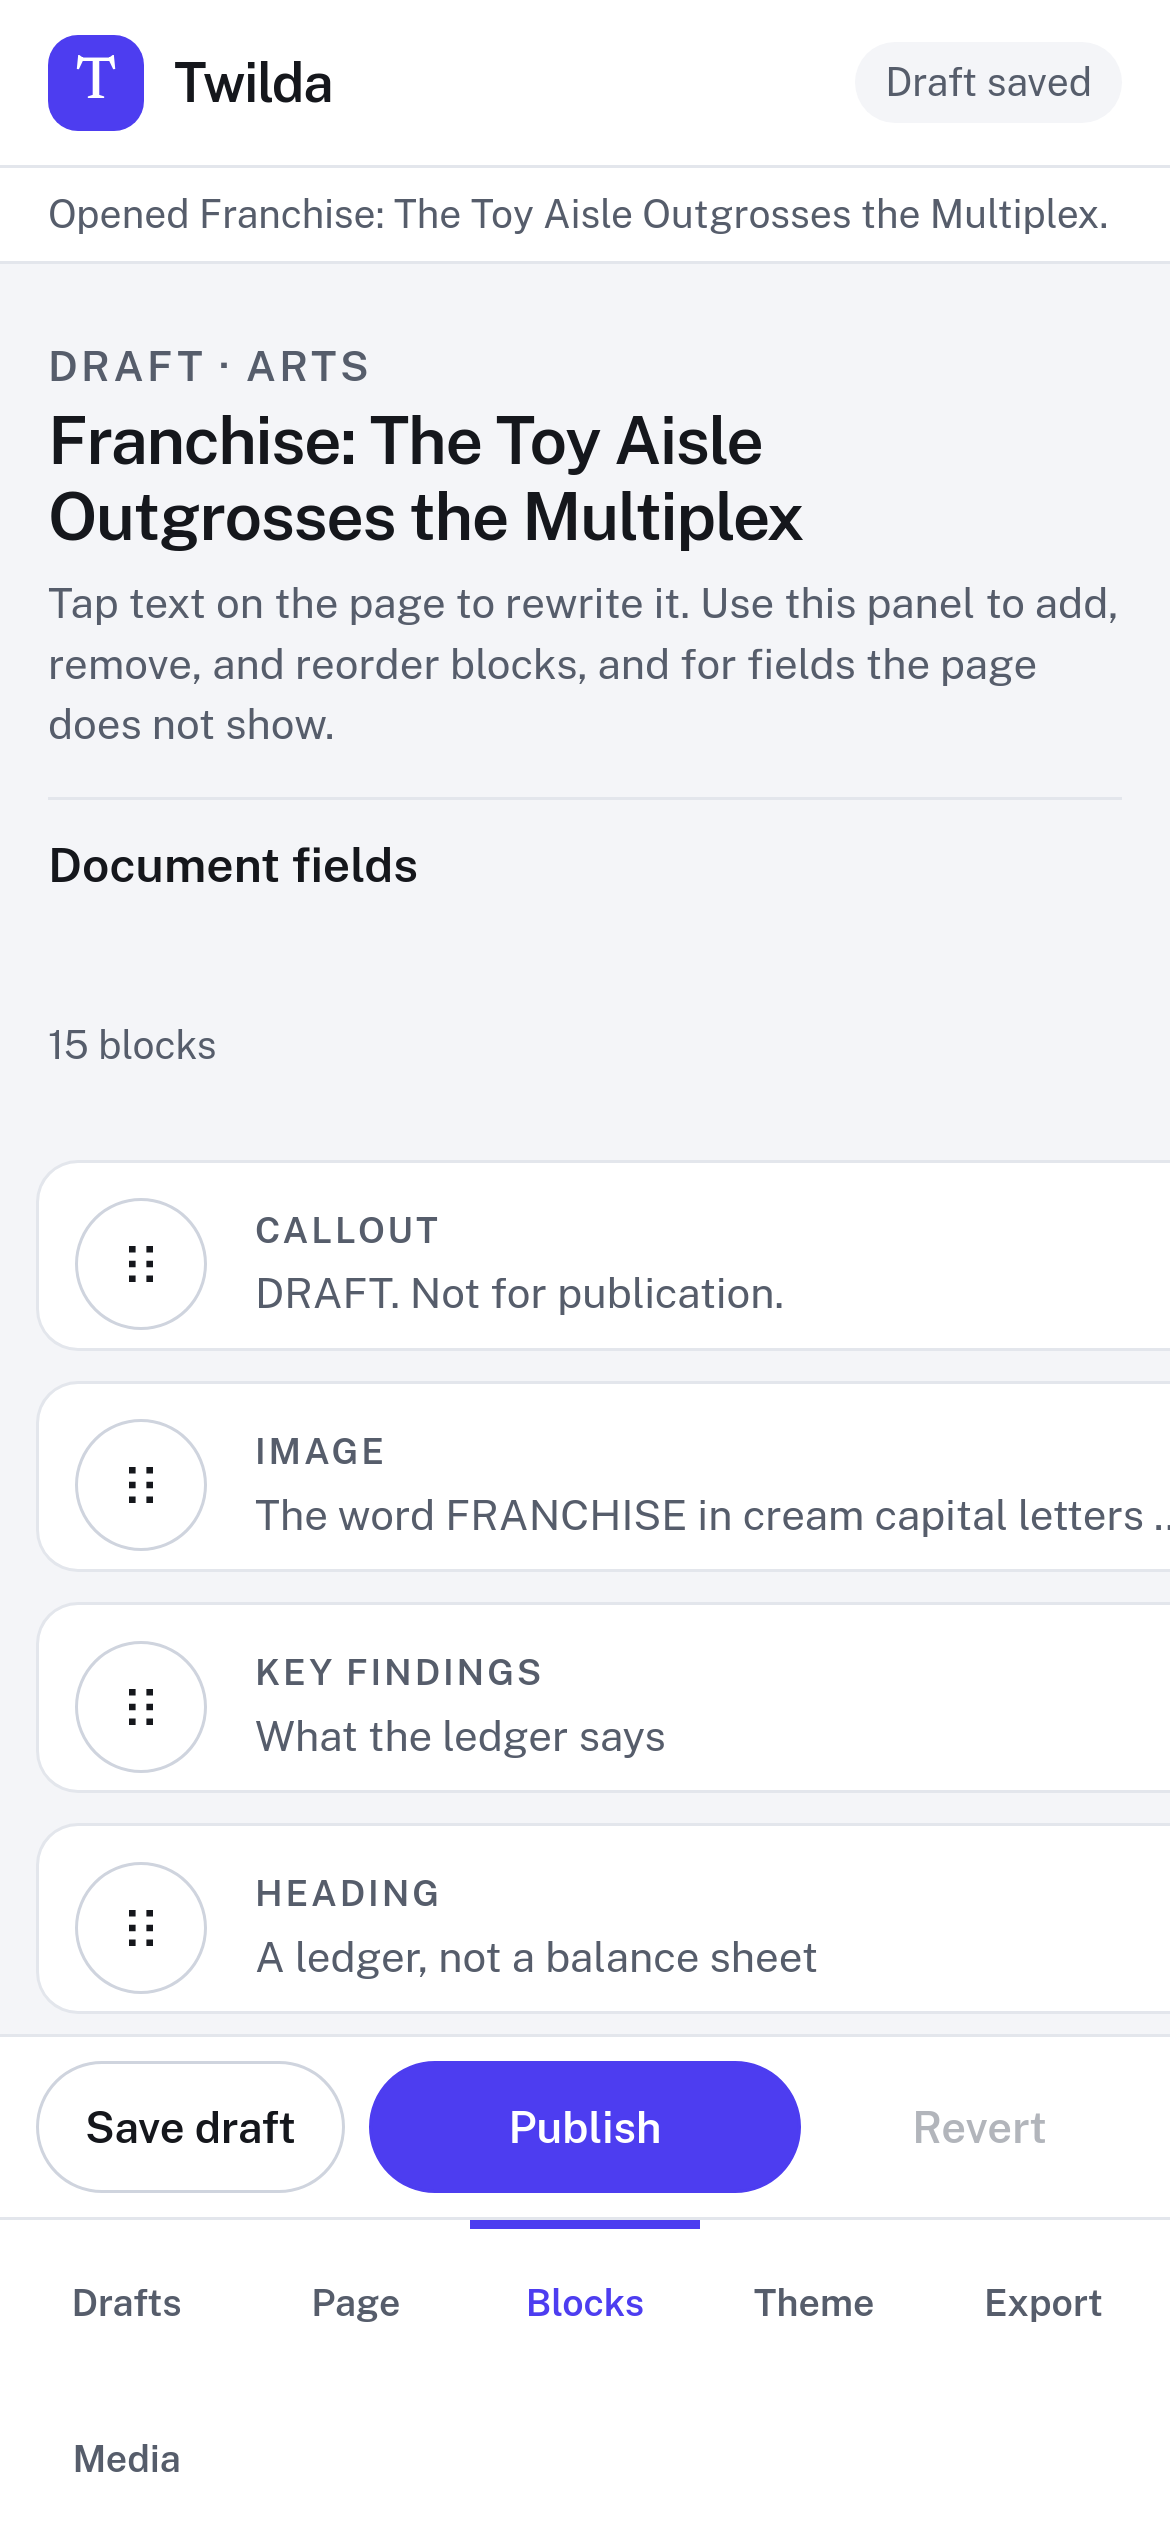 T Twilda
Draft saved
Opened Franchise: The Toy Aisle Outgrosses the Multiplex.
DRAFT · ARTS
Franchise: The Toy Aisle
Outgrosses the Multiplex
Tap text on the page to rewrite it. Use this panel to add,
remove, and reorder blocks, and for fields the page
does not show.
Document fields
15 blocks
CALLOUT
DRAFT. Not for publication.
IMAGE
The word FRANCHISE in cream capital letters ..
KEY FINDINGS
What the ledger says
HEADING
A ledger, not a balance sheet
Save draft
Publish
Revert
Drafts
Page
Blocks
Theme
Export
Media